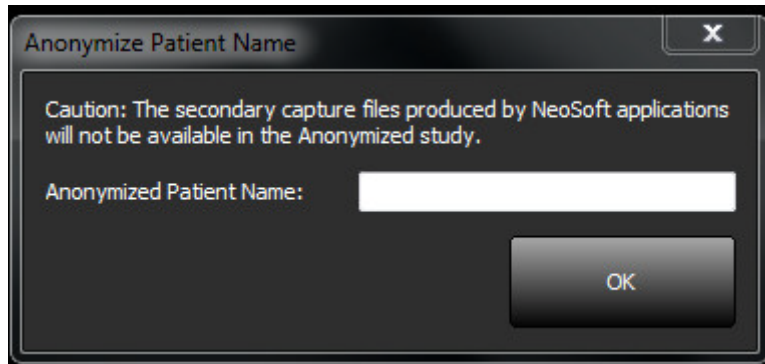 Anonymize Patient Name
x
Caution: The secondary capture files produced by NeoSoft applications
will not be available in the Anonymized study.
Anonymized Patient Name:
OK